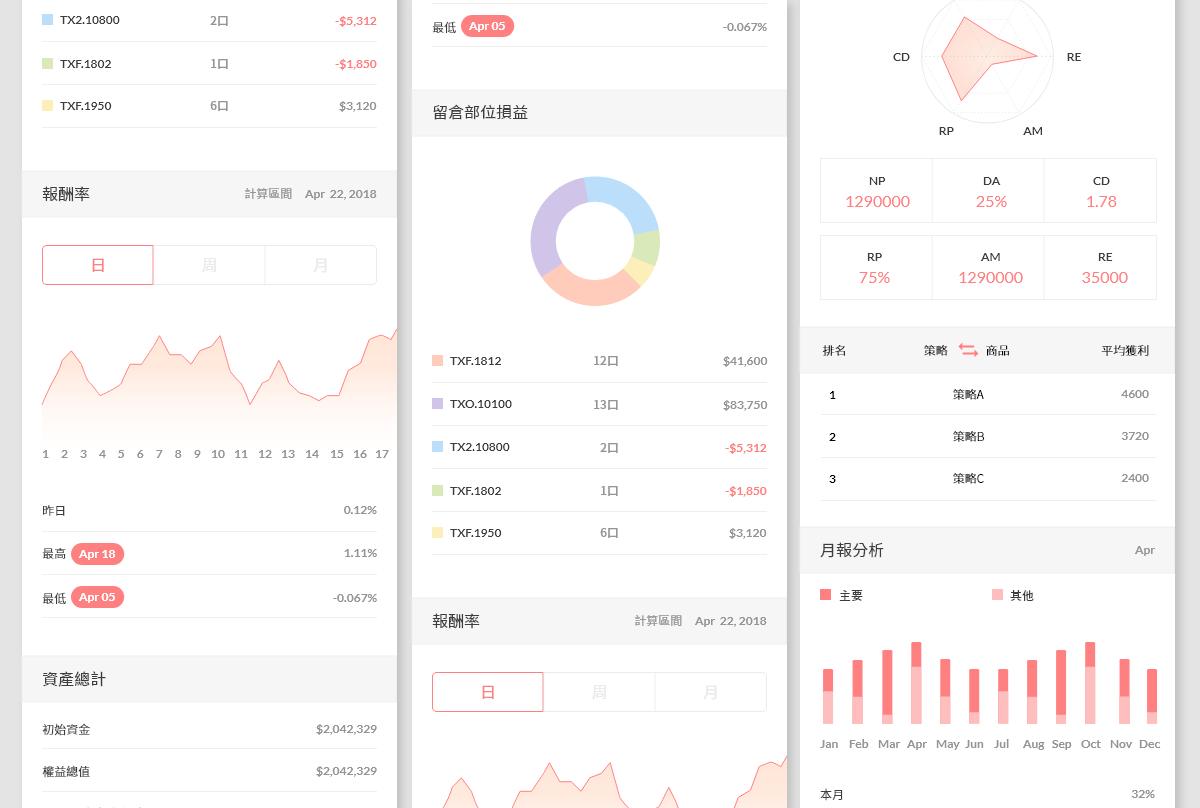 TX2.10800 2口 -$5,312
TXF.1802 1口 -$1,850
TXF.1950 6口 $3,120
報酬率 計算區間 Apr 22, 2018
日 周 月
1 2 3 4 5 6 7 8 9 10 11 12 13 14 15 16 17
昨日 0.12%
最高 Apr 18 1.11%
最低 Apr 05 -0.067%
資產總計
初始資金 $2,042,329
權益總值 $2,042,329
最低 Apr 05 -0.067%
留倉部位損益
TXF.1812 12口 $41,600
TXO.10100 13口 $83,750
TX2.10800 2口 -$5,312
TXF.1802 1口 -$1,850
TXF.1950 6口 $3,120
報酬率 計算區間 Apr 22, 2018
日 周 月
CD RE
RP AM
NP DA CD
1290000 25% 1.78
RP AM RE
75% 1290000 35000
排名 策略 商品 平均獲利
1 策略A 4600
2 策略B 3720
3 策略C 2400
月報分析 Apr
主要 其他
Jan Feb Mar Apr May Jun Jul Aug Sep Oct Nov Dec
本月 32%